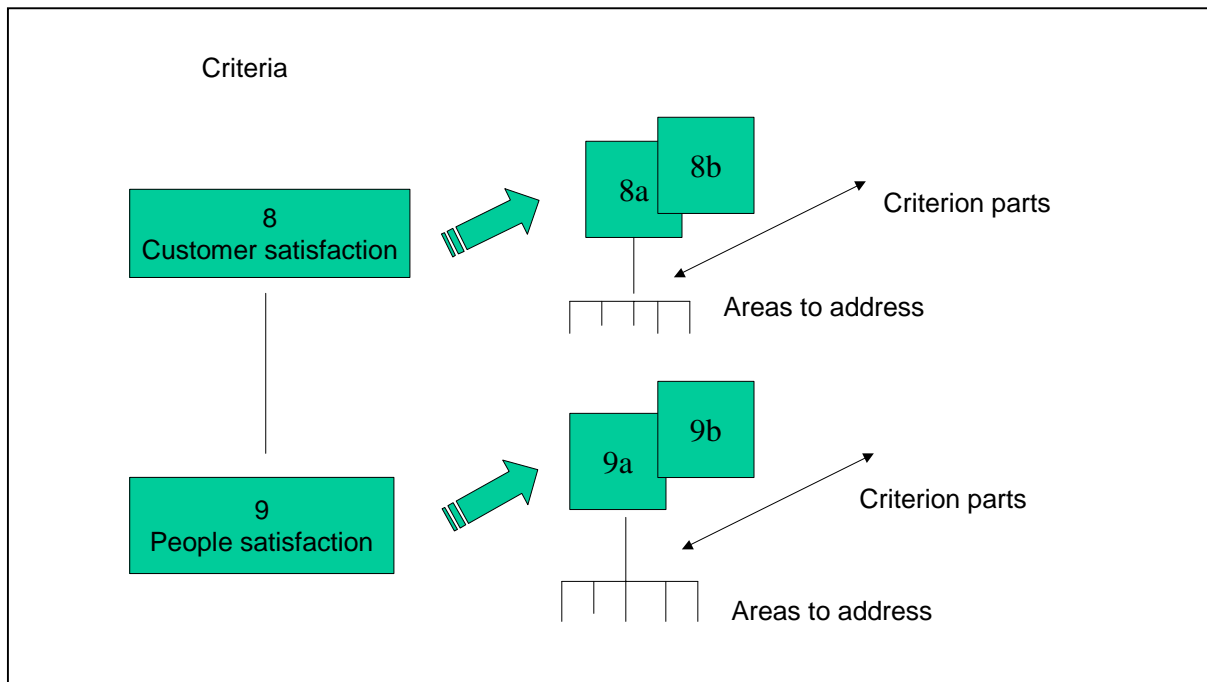 Criteria
8
Customer satisfaction
8a
8b
Criterion parts
Areas to address
9
People satisfaction
9a
9b
Criterion parts
Areas to address